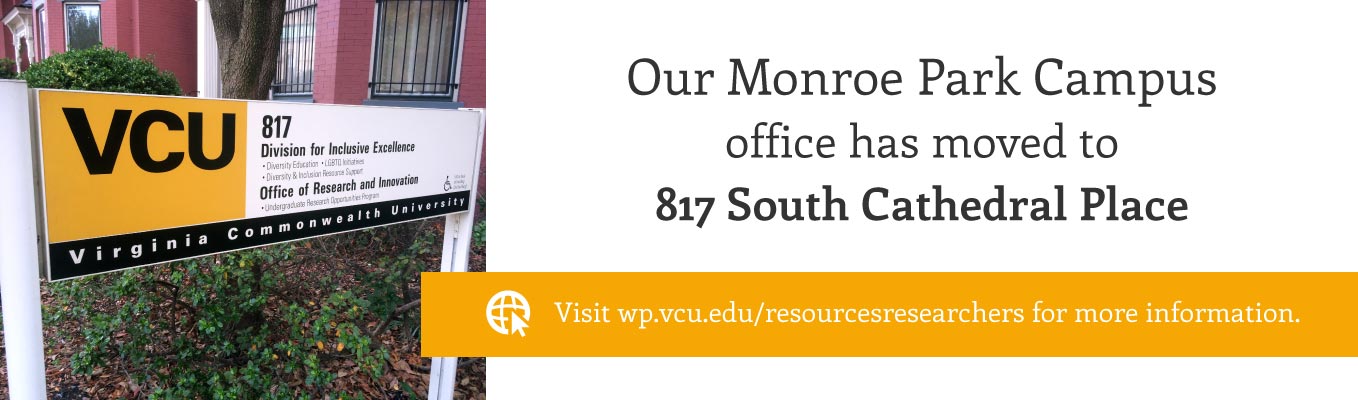 VCU
817
Division for Inclusive Excellence
• Diversity Education • LGBTQ Initiatives
• Diversity & Inclusion Resource Support
Office of Research and Innovation
• Undergraduate Research Opportunities Program
Virginia Commonwealth University
Our Monroe Park Campus
office has moved to
817 South Cathedral Place
Visit wp.vcu.edu/resourcesresearchers for more information.